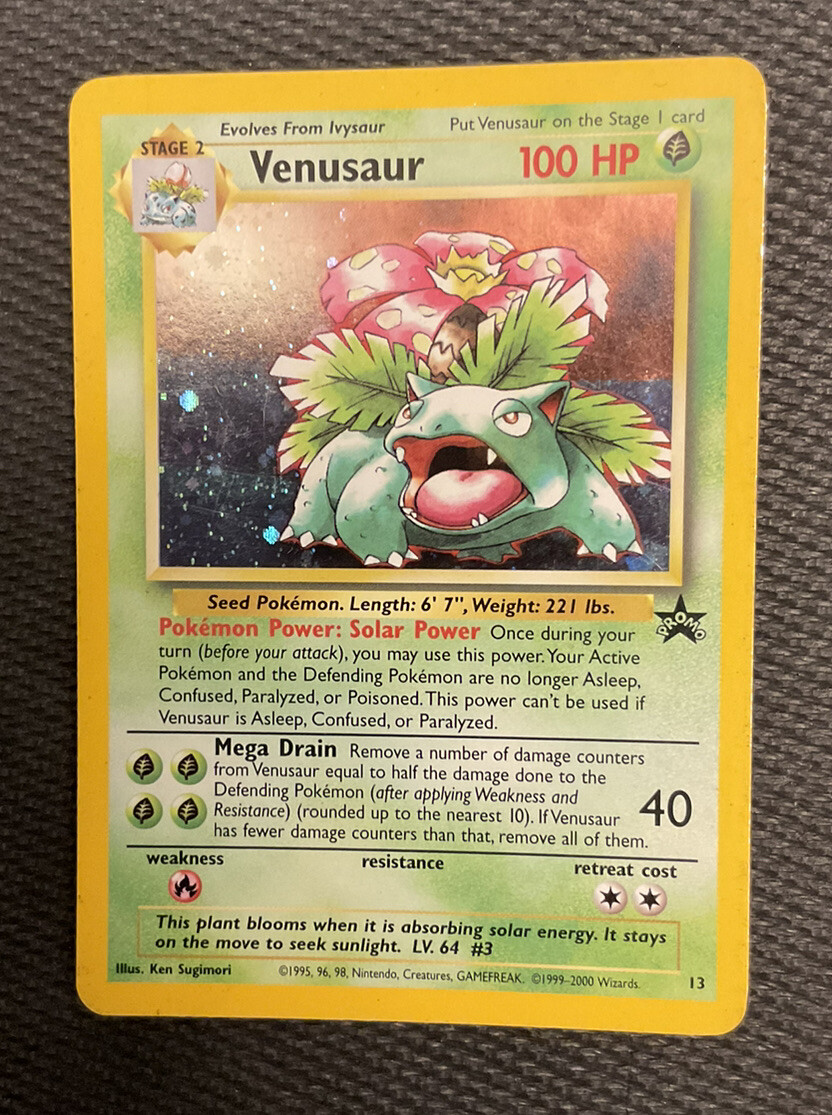 Evolves From Ivysaur Put Venusaur on the Stage 1 card
STAGE 2
Venusaur 100 HP
Seed Pokémon. Length: 6' 7", Weight: 221 lbs.
PROMO
Pokémon Power: Solar Power Once during your
turn (before your attack), you may use this power. Your Active
Pokémon and the Defending Pokémon are no longer Asleep,
Confused, Paralyzed, or Poisoned. This power can't be used if
Venusaur is Asleep, Confused, or Paralyzed.
Mega Drain Remove a number of damage counters
from Venusaur equal to half the damage done to the
Defending Pokémon (after applying Weakness and
Resistance) (rounded up to the nearest 10). If Venusaur
has fewer damage counters than that, remove all of them.
40
weakness resistance retreat cost
This plant blooms when it is absorbing solar energy. It stays
on the move to seek sunlight. LV. 64 #3
Illus. Ken Sugimori ©1995, 96, 98, Nintendo, Creatures, GAMEFREAK. ©1999–2000 Wizards. 13